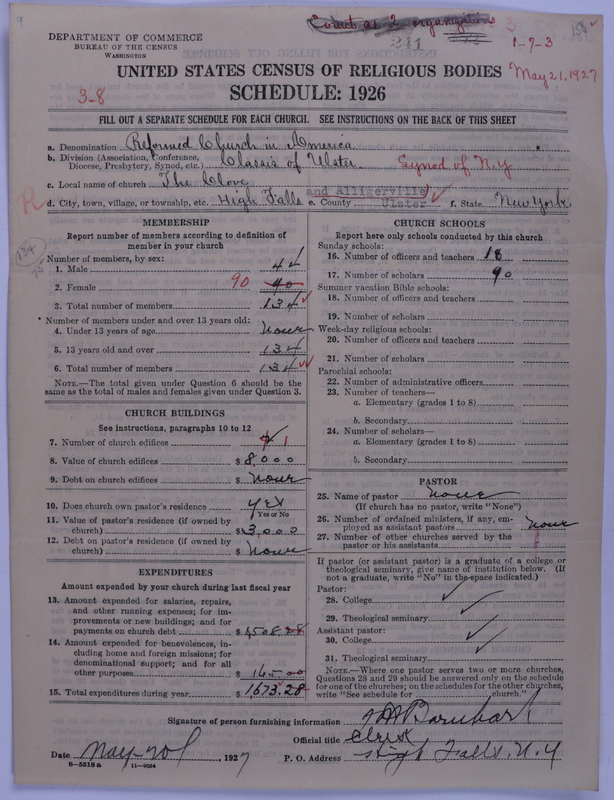 Count as 2 organizations
3
154
DEPARTMENT OF COMMERCE
BUREAU OF THE CENSUS
WASHINGTON
241
1-7-3
UNITED STATES CENSUS OF RELIGIOUS BODIES
May 21, 1927
3-8
SCHEDULE: 1926
FILL OUT A SEPARATE SCHEDULE FOR EACH CHURCH. SEE INSTRUCTIONS ON THE BACK OF THIS SHEET
a. Denomination Reformed Church in America
b. Division (Association, Conference, Diocese, Presbytery, Synod, etc.) Classis of Ulster Synod of N.Y
c. Local name of church The Clove
and Alligerville
d. City, town, village, or township, etc. High Falls e. County Ulster f. State New York
MEMBERSHIP
Report number of members according to definition of
member in your church
134
Number of members, by sex:
1. Male 44
2. Female 90 90
3. Total number of members 134
Number of members under and over 13 years old:
4. Under 13 years of age none
5. 13 years old and over 134
6. Total number of members 134
NOTE.—The total given under Question 6 should be the
same as the total of males and females given under Question 3.
CHURCH BUILDINGS
See instructions, paragraphs 10 to 12
7. Number of church edifices 1
8. Value of church edifices $ 8,000
9. Debt on church edifices $ none
10. Does church own pastor's residence? yes
Yes or No
11. Value of pastor's residence (if owned by
church) $ 3,000
12. Debt on pastor's residence (if owned by
church) $ none
EXPENDITURES
Amount expended by your church during last fiscal year
13. Amount expended for salaries, repairs,
and other running expenses; for im-
provements or new buildings; and for
payments on church debt $ 1508.28
14. Amount expended for benevolences, in-
cluding home and foreign missions; for
denominational support; and for all
other purposes $ 165.00
15. Total expenditures during year $ 1,673.28
CHURCH SCHOOLS
Report here only schools conducted by this church
Sunday schools:
16. Number of officers and teachers 18
17. Number of scholars 90
Summer vacation Bible schools:
18. Number of officers and teachers
19. Number of scholars
Week-day religious schools:
20. Number of officers and teachers
21. Number of scholars
Parochial schools:
22. Number of administrative officers
23. Number of teachers—
a. Elementary (grades 1 to 8)
b. Secondary
24. Number of scholars—
a. Elementary (grades 1 to 8)
b. Secondary
PASTOR
25. Name of pastor none
(If church has no pastor, write "None")
26. Number of ordained ministers, if any, em-
ployed as assistant pastors none
27. Number of other churches served by the
pastor or his assistants
If pastor (or assistant pastor) is a graduate of a college or
theological seminary, give name of institution below. (If
not a graduate, write "No" in the space indicated.)
Pastor:
28. College
29. Theological seminary
Assistant pastor:
30. College
31. Theological seminary
NOTE.—Where one pastor serves two or more churches,
Questions 28 and 29 should be answered only on the schedule
for one of the churches; on the schedules for the other churches,
write "See schedule for church."
Signature of person furnishing information Barnhart
Official title Clerk
Date May 20, 1927 P. O. Address High Falls. N.Y
8-5518a 11-2054